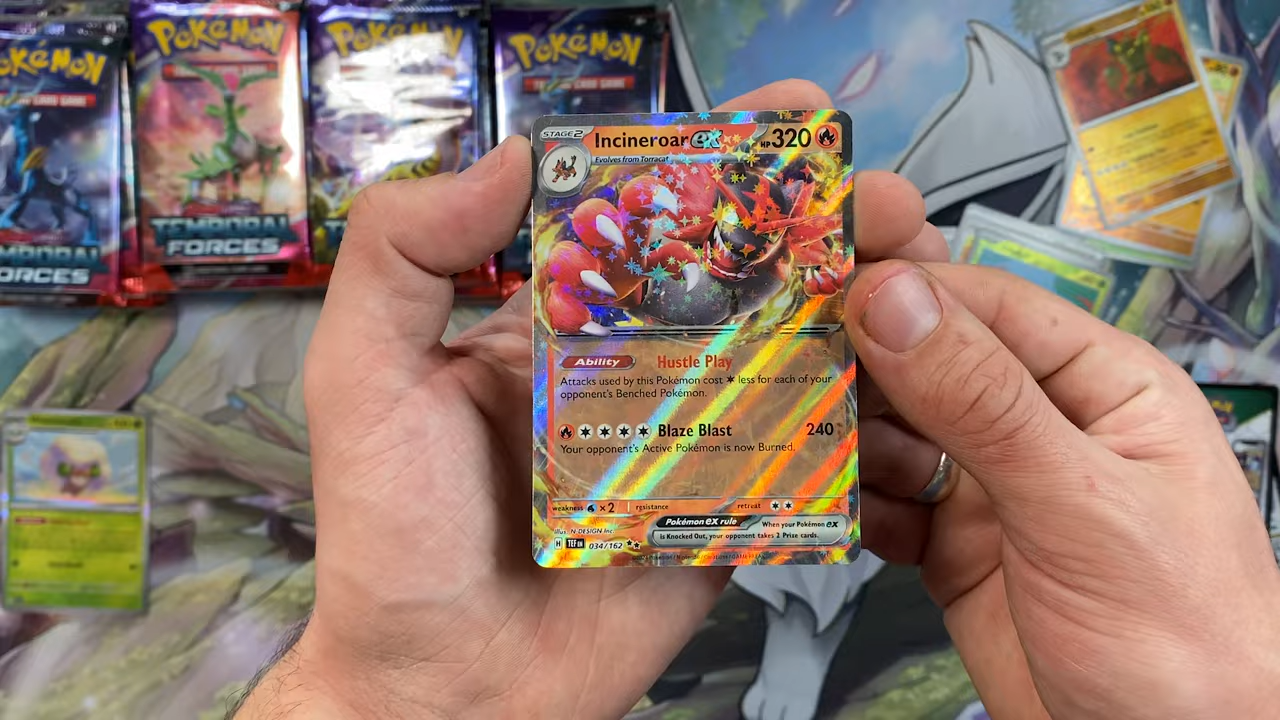 Pokémon
Pokémon
Pokémon
Pokémon
TEMPORAL
FORCES
STAGE 2
Incineroar ex
HP 320
Evolves from Torracat
Ability Hustle Play
Attacks used by this Pokémon cost less for each of your
opponent's Benched Pokémon.
Blaze Blast 240
Your opponent's Active Pokémon is now Burned.
weakness ×2 resistance retreat
Pokémon ex rule
When your Pokémon ex
is Knocked Out, your opponent takes 2 Prize cards.
Illus. N-DESIGN Inc.
H TEF EN 034/162